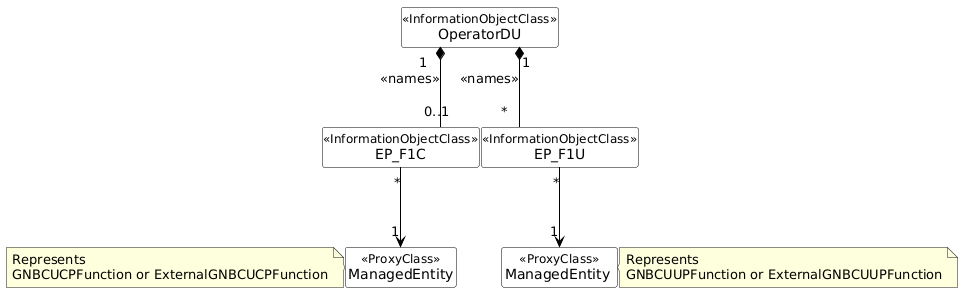 «InformationObjectClass»
OperatorDU
1
1
«names»
«names»
0..1
*
«InformationObjectClass»
EP_F1C
«InformationObjectClass»
EP_F1U
*
*
1
1
Represents
GNBCUCPFunction or ExternalGNBCUCPFunction
«ProxyClass»
ManagedEntity
«ProxyClass»
ManagedEntity
Represents
GNBCUUPFunction or ExternalGNBCUUPFunction